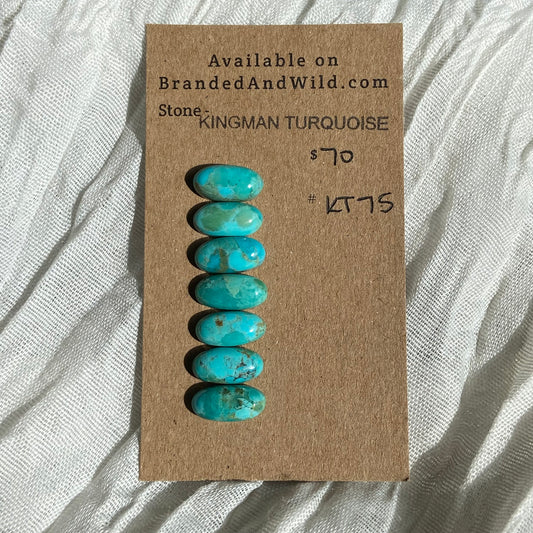 Available on
BrandedAndWild.com
Stone- KINGMAN TURQUOISE
$70
# KT75